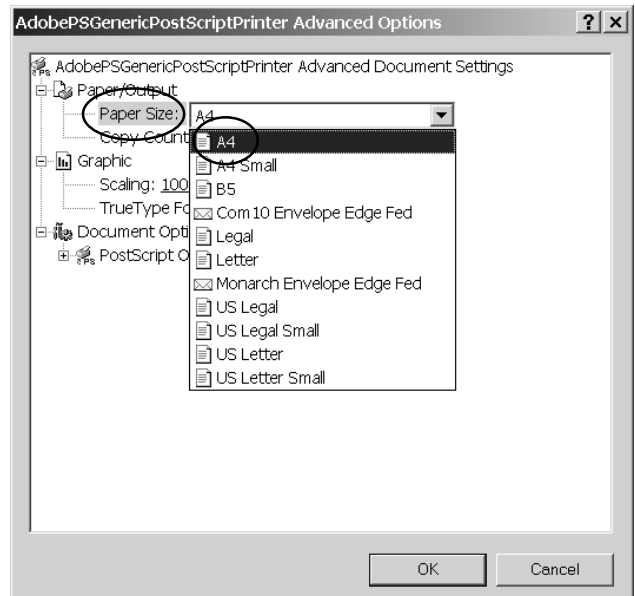 AdobePSGenericPostScriptPrinter Advanced Options
AdobePSGenericPostScriptPrinter Advanced Document Settings
Paper/Output
Paper Size: A4
Copy Count
A4
A4 Small
B5
Com10 Envelope Edge Fed
Legal
Letter
Monarch Envelope Edge Fed
US Legal
US Legal Small
US Letter
US Letter Small
Graphic
Scaling: 100
TrueType Fo
Document Opti
PostScript O
OK
Cancel